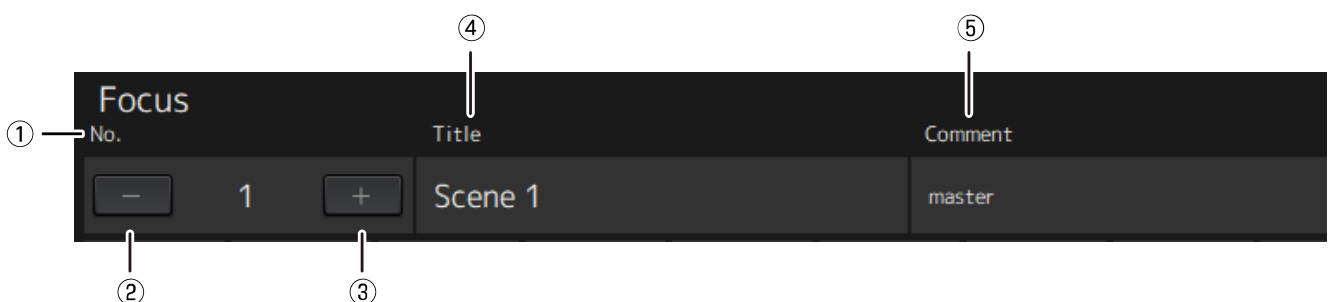 ④ ⑤
Focus
① No. Title Comment
− 1 + Scene 1 master
② ③